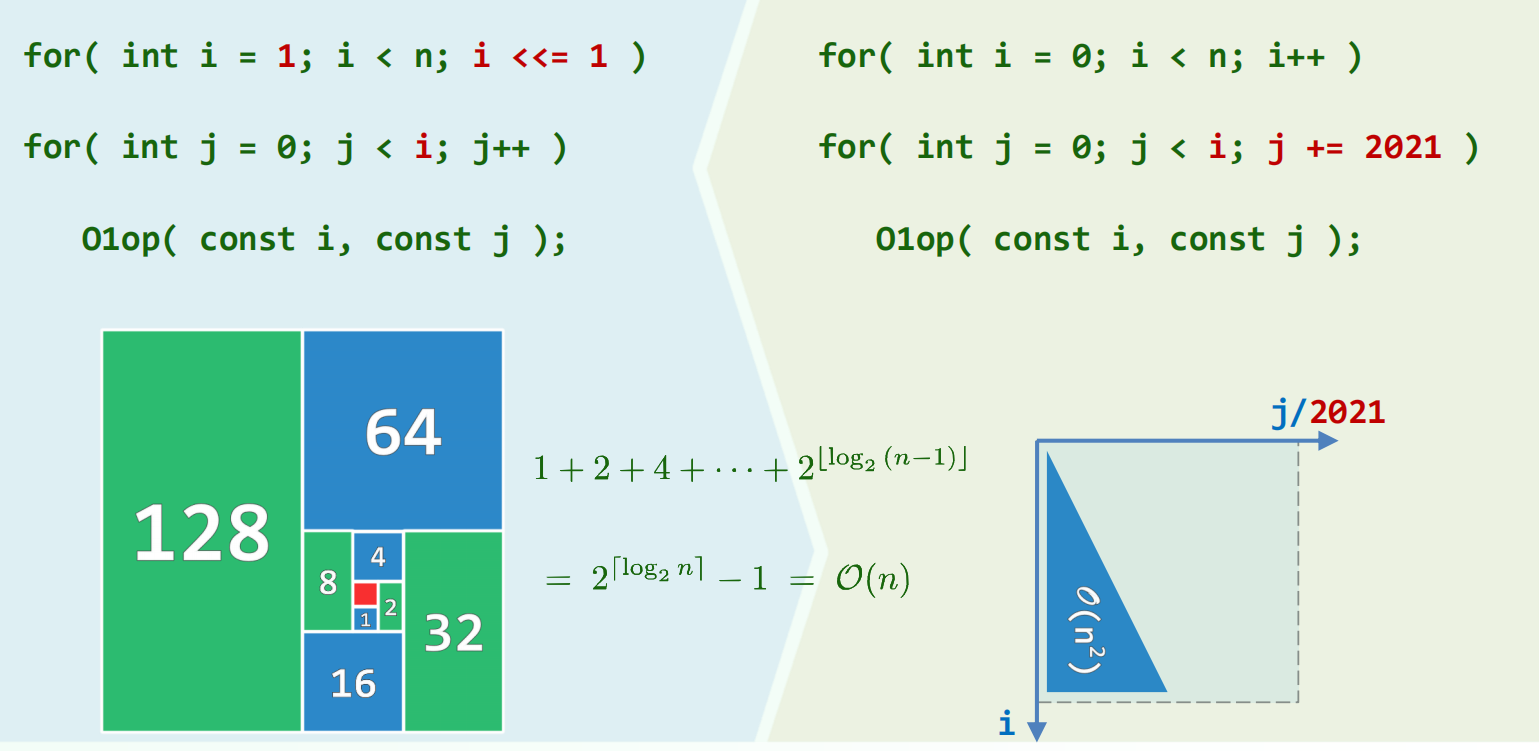 for( int i = 1; i < n; i <<= 1 )
for( int j = 0; j < i; j++ )
O1op( const i, const j );
128
64
8
4
2
1
32
16
1 + 2 + 4 + ··· + 2^{⌊log₂ (n−1)⌋}
= 2^{⌈log₂ n⌉} − 1 = 𝒪(n)
for( int i = 0; i < n; i++ )
for( int j = 0; j < i; j += 2021 )
O1op( const i, const j );
j/2021
𝒪(n²)
i